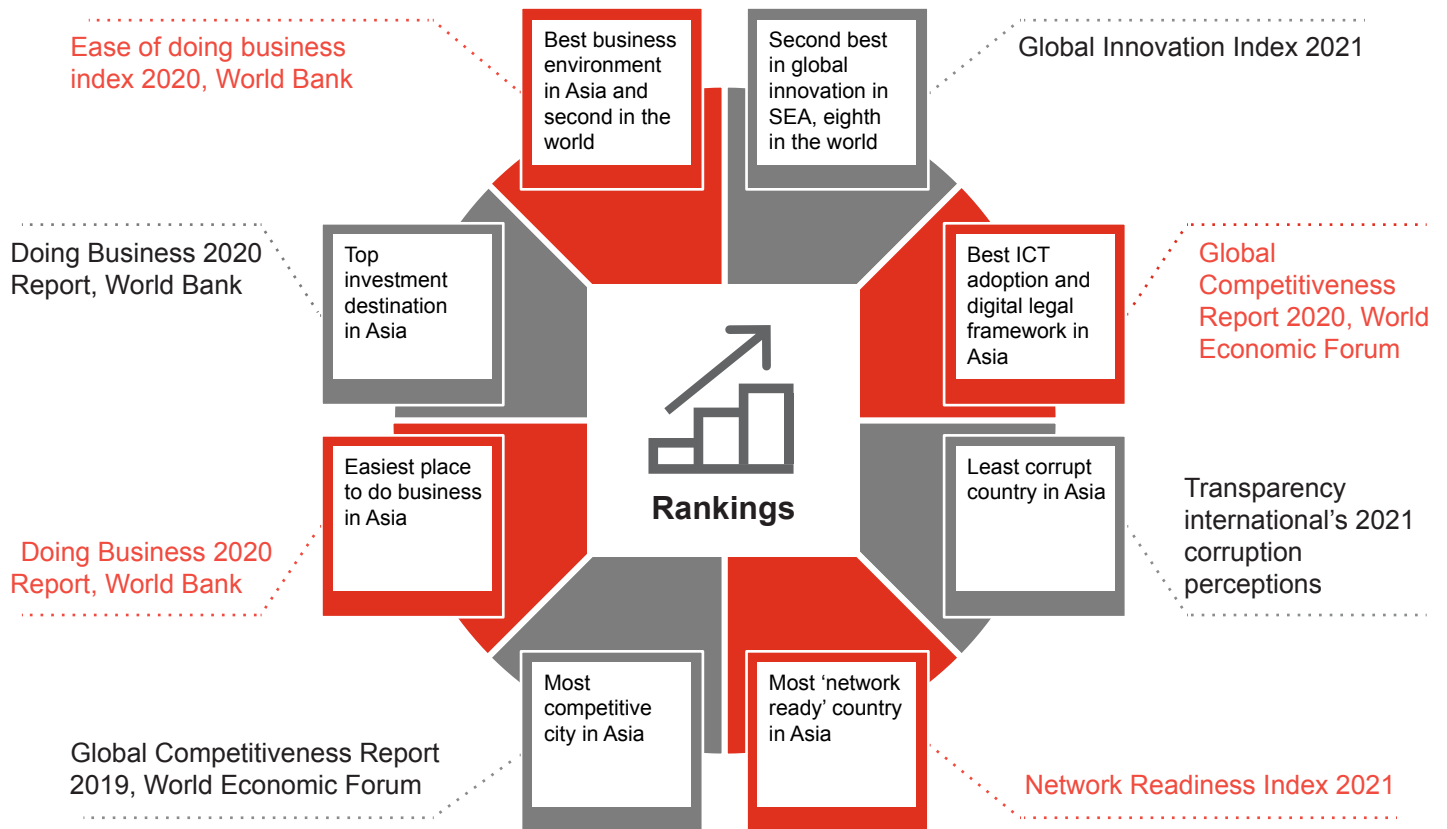 Ease of doing business
index 2020, World Bank
Best business
environment
in Asia and
second in the
world
Second best
in global
innovation in
SEA, eighth
in the world
Global Innovation Index 2021
Doing Business 2020
Report, World Bank
Top
investment
destination
in Asia
Best ICT
adoption and
digital legal
framework in
Asia
Global
Competitiveness
Report 2020, World
Economic Forum
Rankings
Doing Business 2020
Report, World Bank
Easiest place
to do business
in Asia
Least corrupt
country in Asia
Transparency
international’s 2021
corruption
perceptions
Global Competitiveness Report
2019, World Economic Forum
Most
competitive
city in Asia
Most ‘network
ready’ country
in Asia
Network Readiness Index 2021